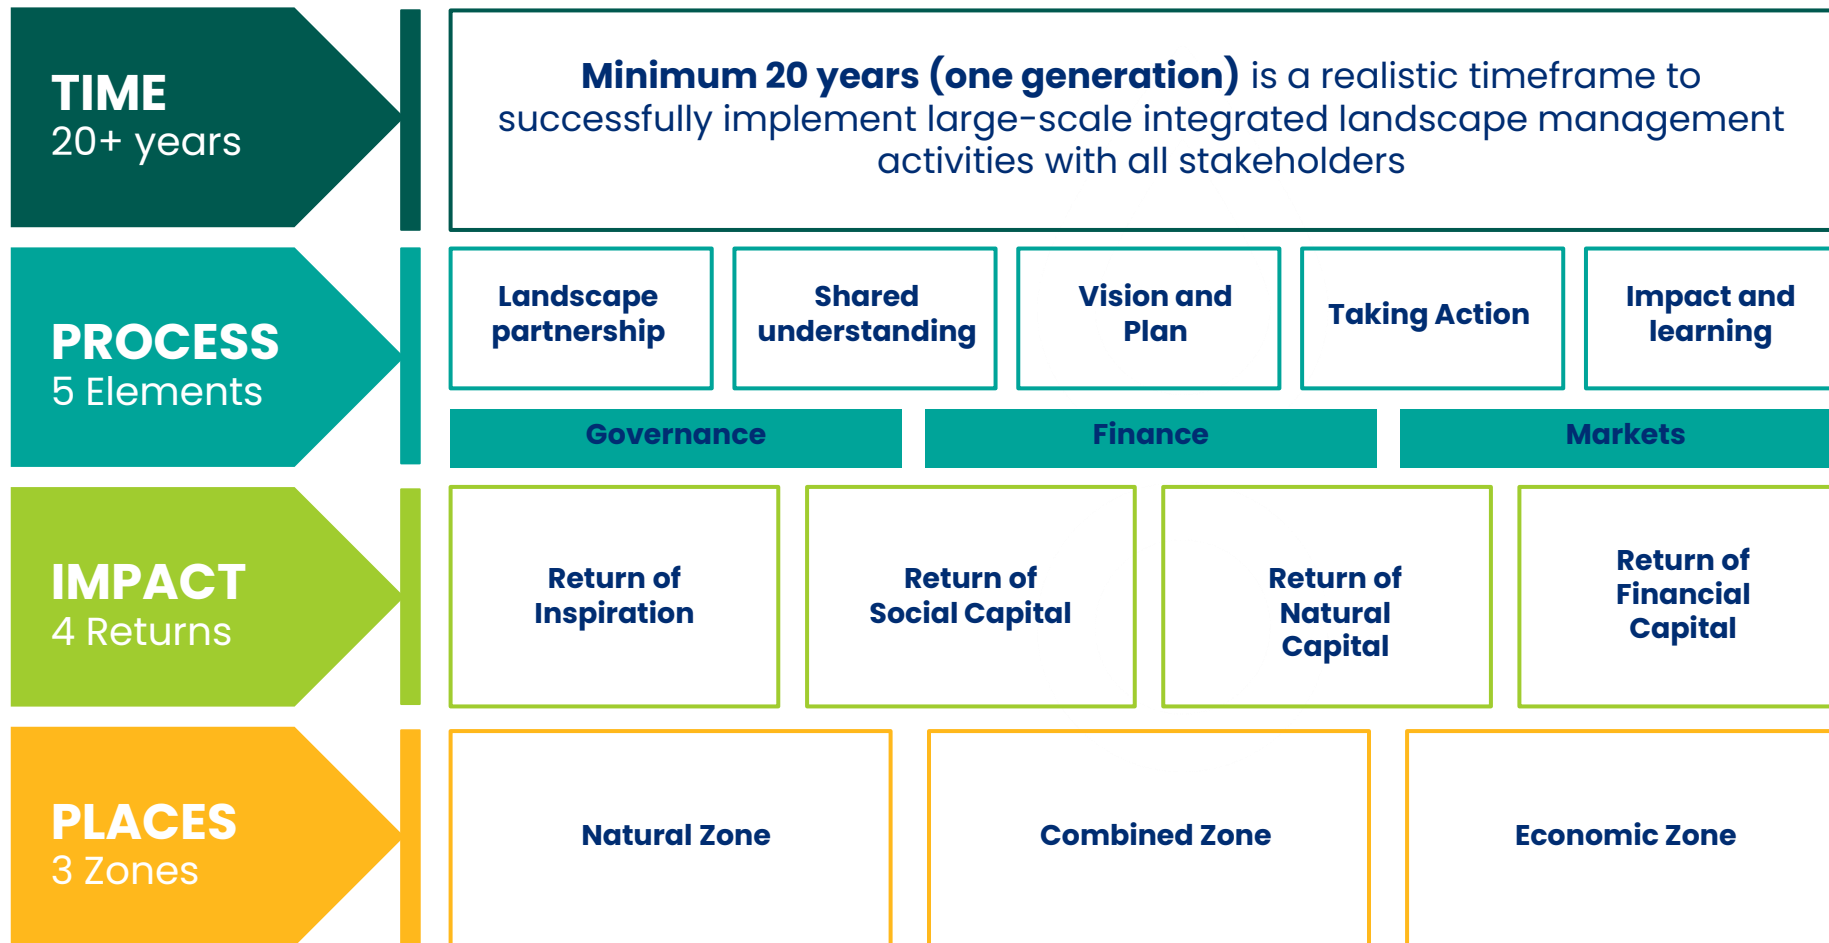 TIME
20+ years
Minimum 20 years (one generation) is a realistic timeframe to
successfully implement large-scale integrated landscape management
activities with all stakeholders
PROCESS
5 Elements
Landscape
partnership
Shared
understanding
Vision and
Plan
Taking Action
Impact and
learning
Governance
Finance
Markets
IMPACT
4 Returns
Return of
Inspiration
Return of
Social Capital
Return of
Natural
Capital
Return of
Financial
Capital
PLACES
3 Zones
Natural Zone
Combined Zone
Economic Zone